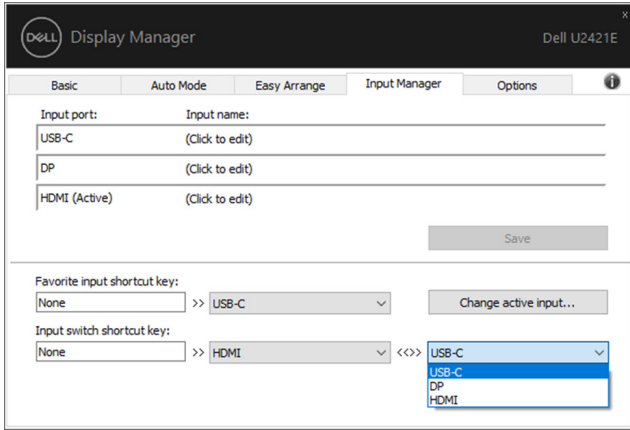 x
DELL Display Manager Dell U2421E
Basic Auto Mode Easy Arrange Input Manager Options i
Input port: Input name:
USB-C (Click to edit)
DP (Click to edit)
HDMI (Active) (Click to edit)
Save
Favorite input shortcut key:
None >> USB-C Change active input...
Input switch shortcut key:
None >> HDMI <<>> USB-C
USB-C
DP
HDMI